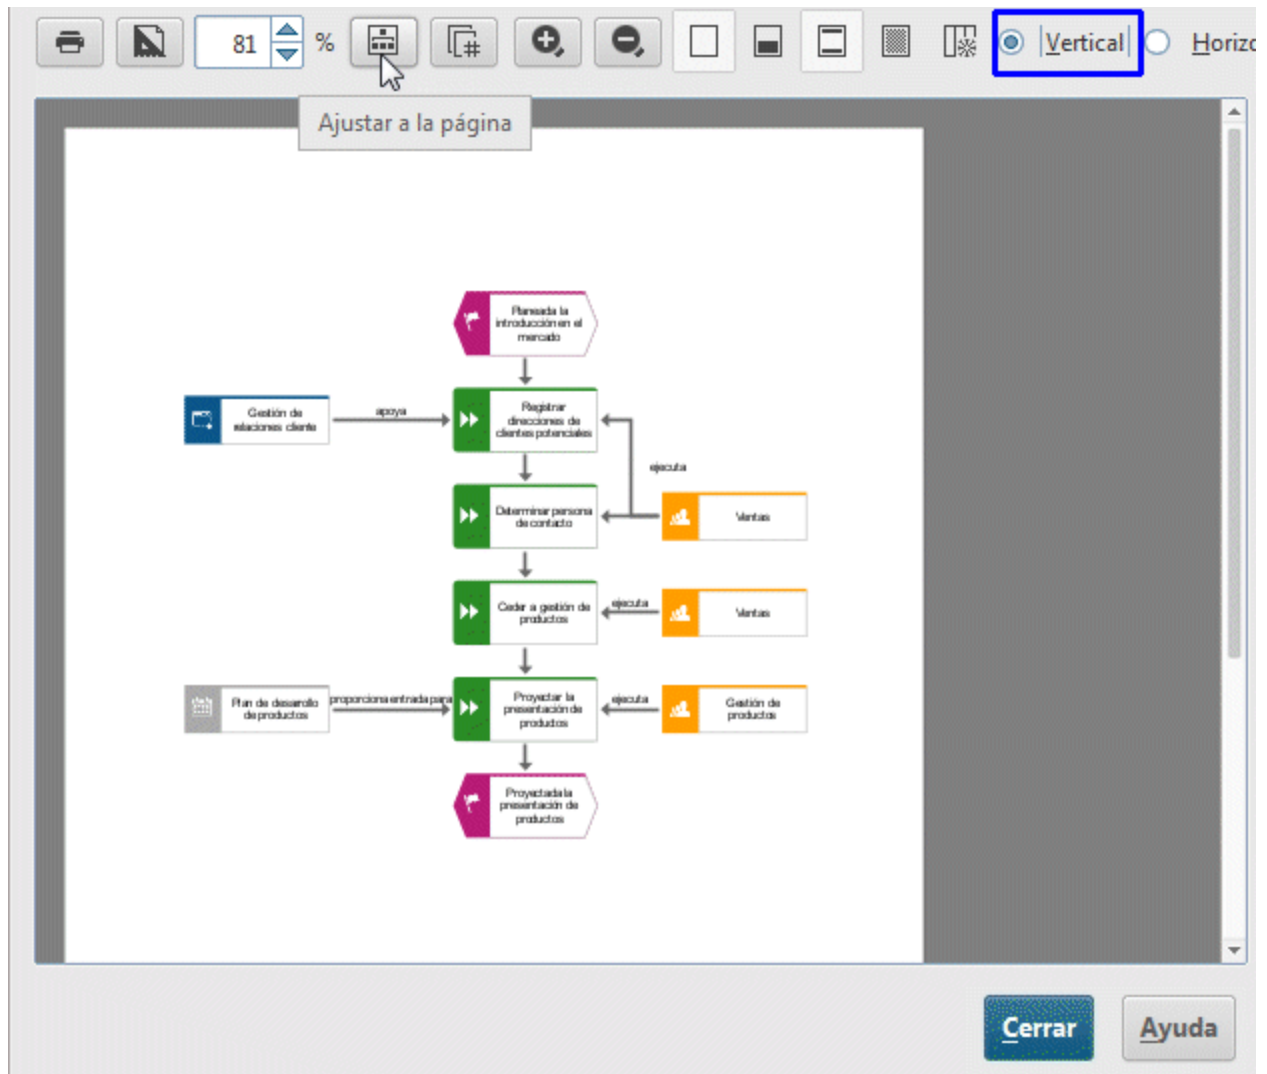 81 %
Vertical
Horizo
Ajustar a la página
Planeada la
introducción en el
mercado
Gestión de
relaciones cliente
apoya
Registrar
direcciones de
clientes potenciales
ejecuta
Determinar persona
de contacto
Ventas
Ceder a gestión de
productos
ejecuta
Ventas
Plan de desarrollo
de productos
proporciona entrada para
Proyectar la
presentación de
productos
ejecuta
Gestión de
productos
Proyectada la
presentación de
productos
Cerrar
Ayuda